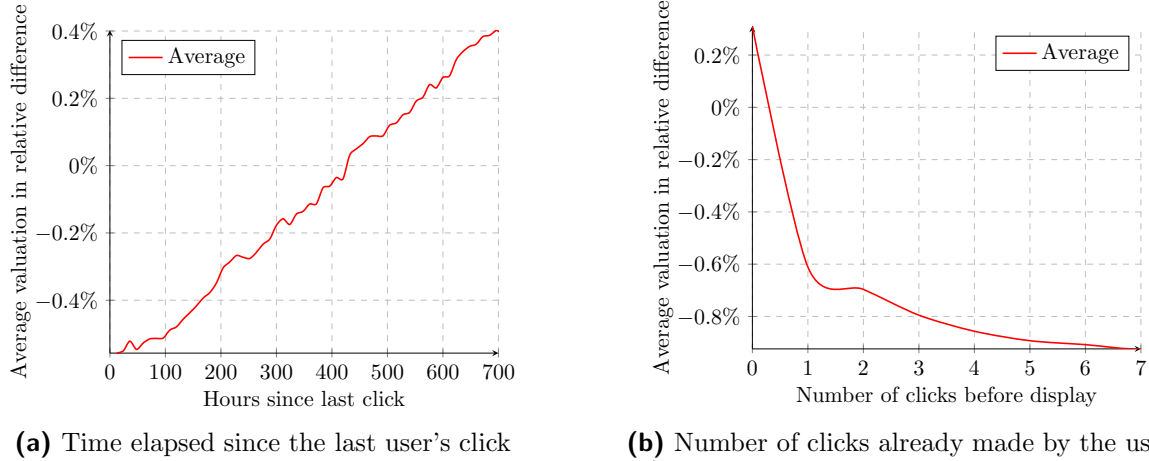 Average valuation in relative difference
0.4%
0.2%
0%
−0.2%
−0.4%
Average
0 100 200 300 400 500 600 700
Hours since last click
(a) Time elapsed since the last user's click
Average valuation in relative difference
0.2%
0%
−0.2%
−0.4%
−0.6%
−0.8%
Average
0 1 2 3 4 5 6 7
Number of clicks before display
(b) Number of clicks already made by the us